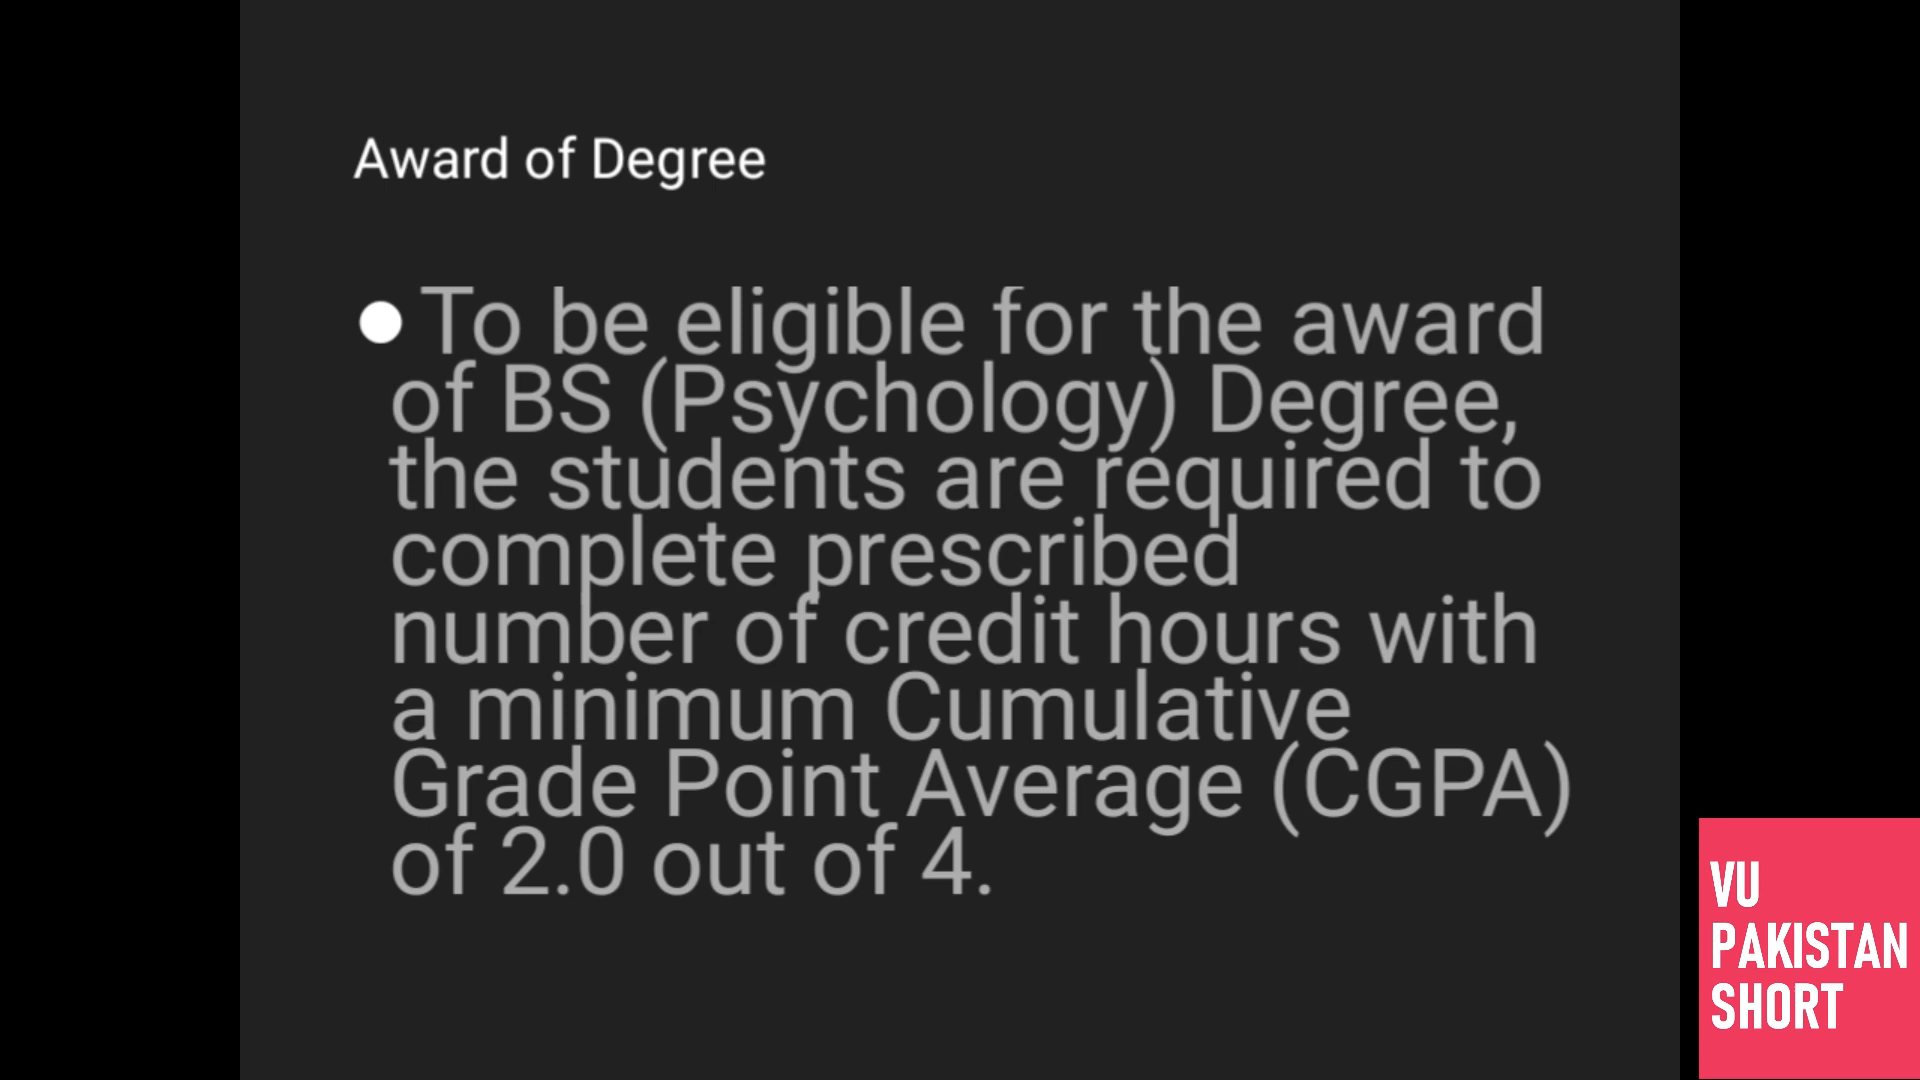 Award of Degree
● To be eligible for the award
of BS (Psychology) Degree,
the students are required to
complete prescribed
number of credit hours with
a minimum Cumulative
Grade Point Average (CGPA)
of 2.0 out of 4.
VU
PAKISTAN
SHORT